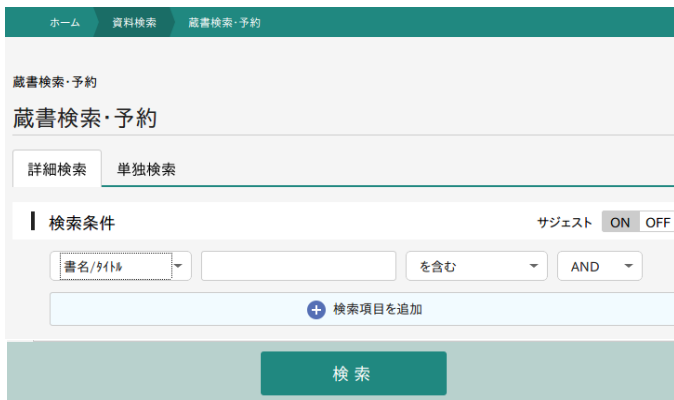 ホーム 資料検索 蔵書検索･予約
蔵書検索･予約
蔵書検索･予約
詳細検索 単独検索
検索条件 サジェスト ON OFF
書名/ﾀｲﾄﾙ を含む AND
検索項目を追加
検索